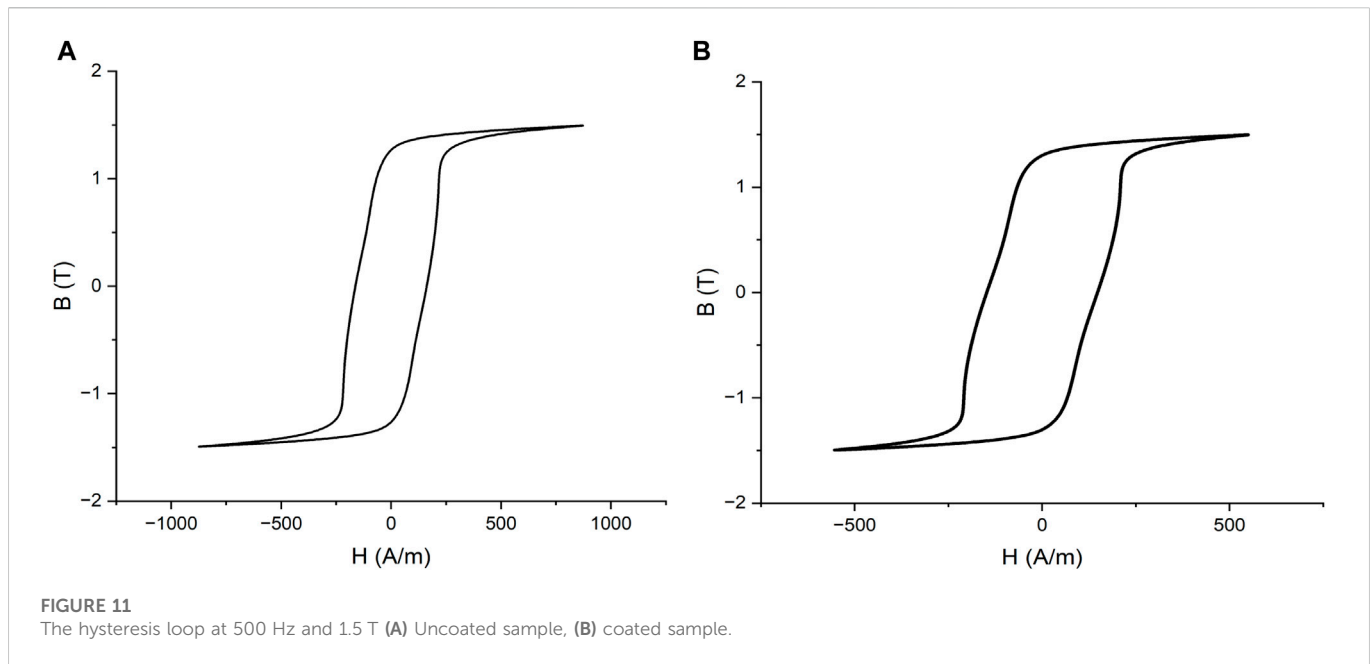 A
B
2
1
0
−1
−2
B (T)
−1000 −500 0 500 1000
H (A/m)
2
1
0
−1
−2
B (T)
−500 0 500
H (A/m)
FIGURE 11
The hysteresis loop at 500 Hz and 1.5 T (A) Uncoated sample, (B) coated sample.